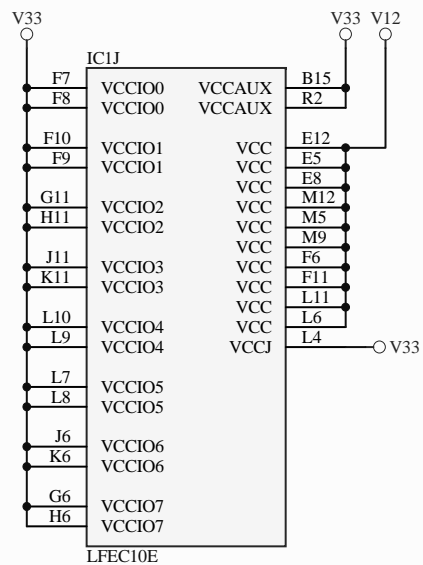 V33 V33 V12
IC1J
F7 VCCIO0 VCCAUX B15
F8 VCCIO0 VCCAUX R2
F10 VCCIO1 VCC E12
F9 VCCIO1 VCC E5
VCC E8
G11 VCCIO2 VCC M12
H11 VCCIO2 VCC M5
VCC M9
J11 VCCIO3 VCC F6
K11 VCCIO3 VCC F11
VCC L11
L10 VCCIO4 VCC L6
L9 VCCIO4 VCCJ L4 V33
L7 VCCIO5
L8 VCCIO5
J6 VCCIO6
K6 VCCIO6
G6 VCCIO7
H6 VCCIO7
LFEC10E